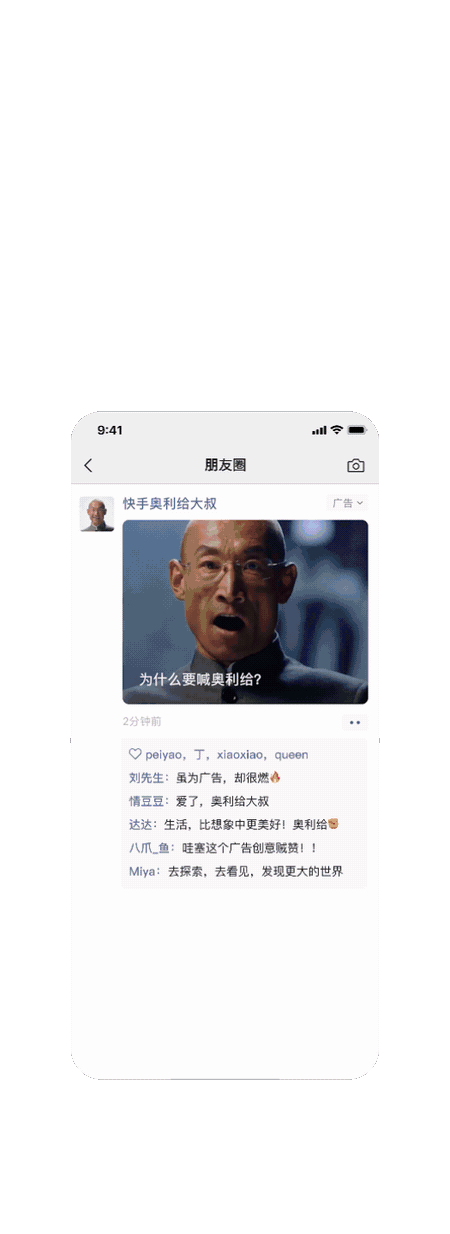 9:41
朋友圈
快手奥利给大叔
广告
为什么要喊奥利给?
2分钟前
peiyao，丁，xiaoxiao，queen
刘先生：虽为广告，却很燃🔥
情豆豆：爱了，奥利给大叔
达达：生活，比想象中更美好！奥利给✊
八爪_鱼：哇塞这个广告创意贼赞！！
Miya：去探索，去看见，发现更大的世界